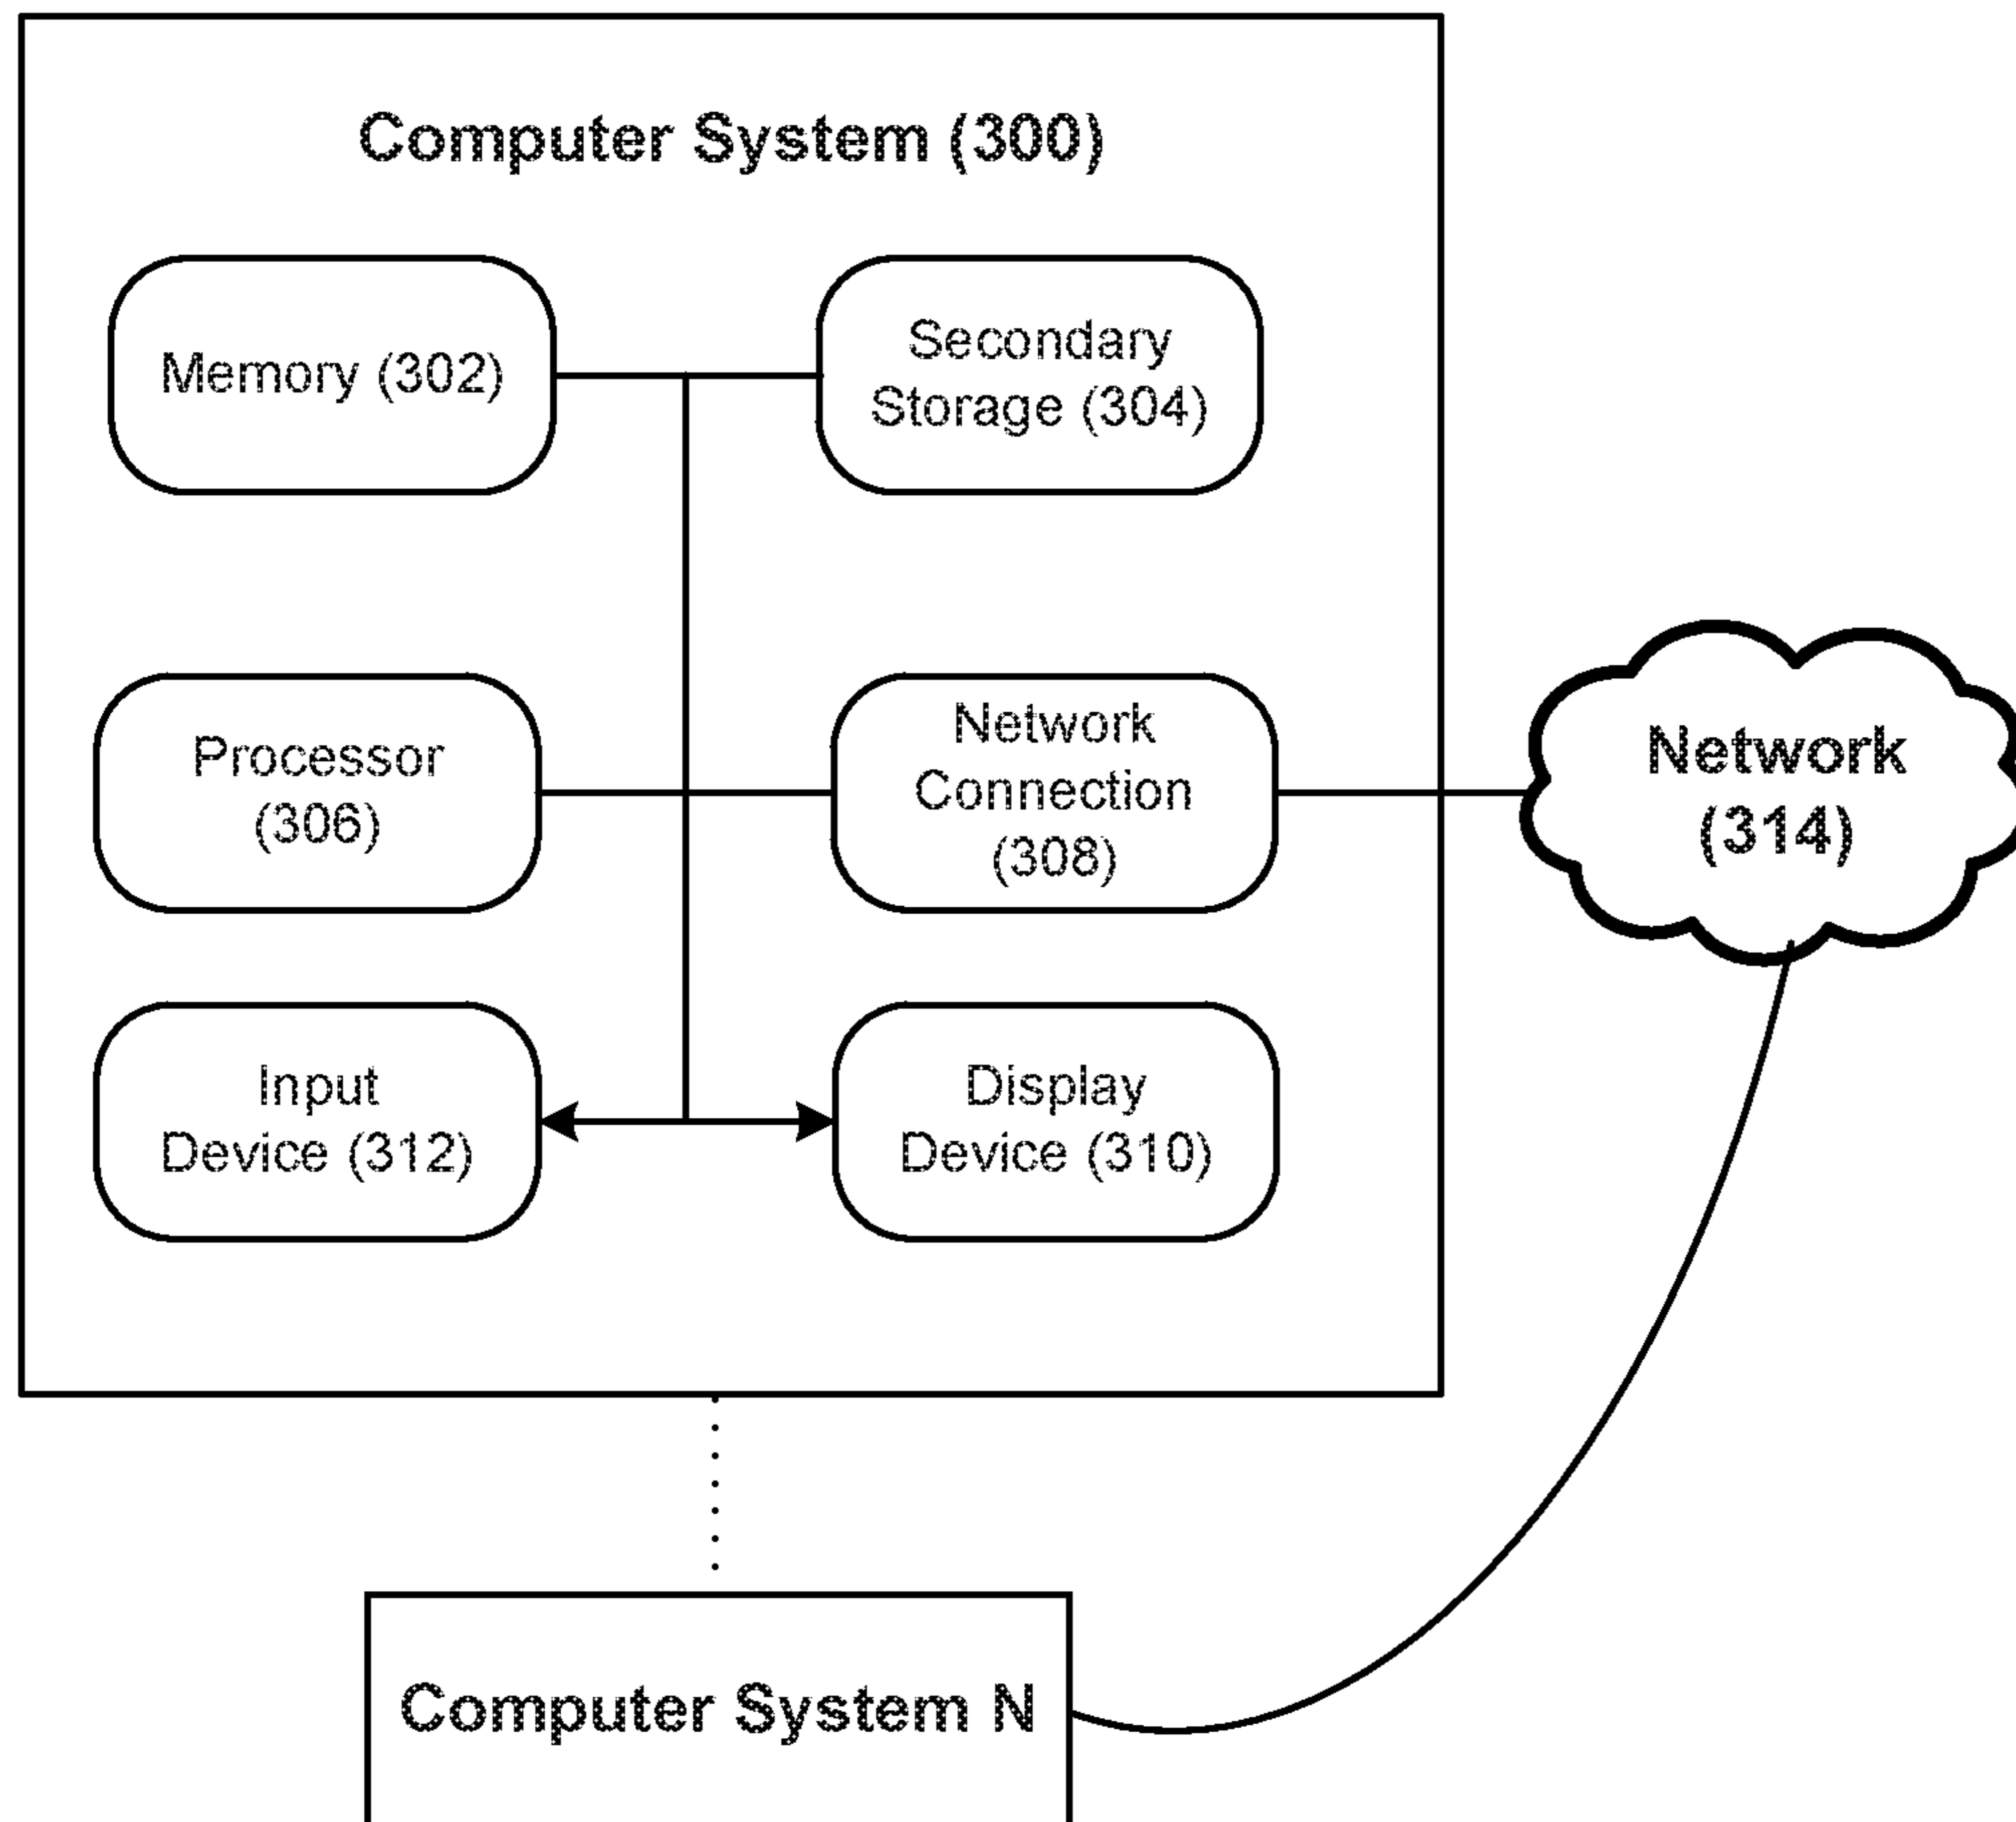 Computer System (300)
Memory (302)
Secondary
Storage (304)
Processor
(306)
Network
Connection
(308)
Network
(314)
Input
Device (312)
Display
Device (310)
Computer System N